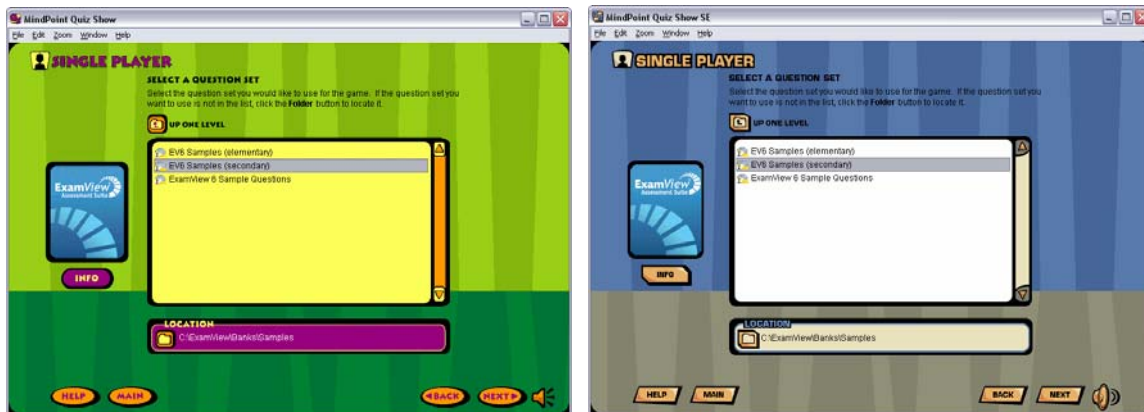 MindPoint Quiz Show
File Edit Zoom Window Help
SINGLE PLAYER
SELECT A QUESTION SET
Select the question set you would like to use for the game. If the question set you
want to use is not in the list, click the Folder button to locate it.
UP ONE LEVEL
EV6 Samples (elementary)
EV6 Samples (secondary)
ExamView 6 Sample Questions
ExamView
Assessment Suite
INFO
LOCATION
C:\ExamView\Banks\Samples
HELP MAIN BACK NEXT
MindPoint Quiz Show SE
File Edit Zoom Window Help
SINGLE PLAYER
SELECT A QUESTION SET
Select the question set you would like to use for the game. If the question set you
want to use is not in the list, click the Folder button to locate it.
UP ONE LEVEL
EV6 Samples (elementary)
EV6 Samples (secondary)
ExamView 6 Sample Questions
ExamView
Assessment Suite
INFO
LOCATION
C:\ExamView\Banks\Samples
HELP MAIN BACK NEXT